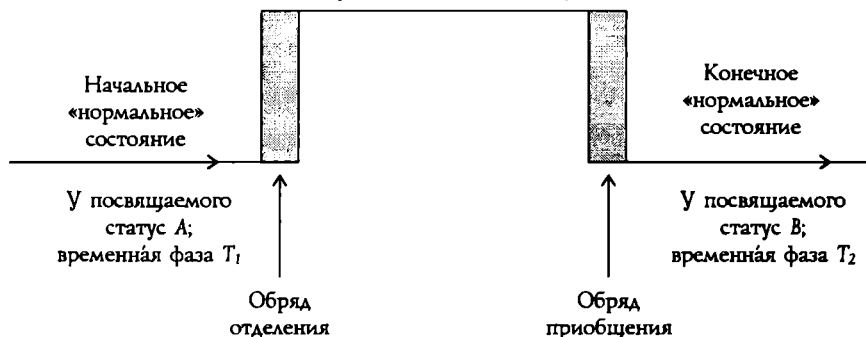 Начальное
«нормальное»
состояние
Конечное
«нормальное»
состояние
У посвящаемого
статус A;
временна́я фаза T₁
У посвящаемого
статус B;
временна́я фаза T₂
Обряд
отделения
Обряд
приобщения